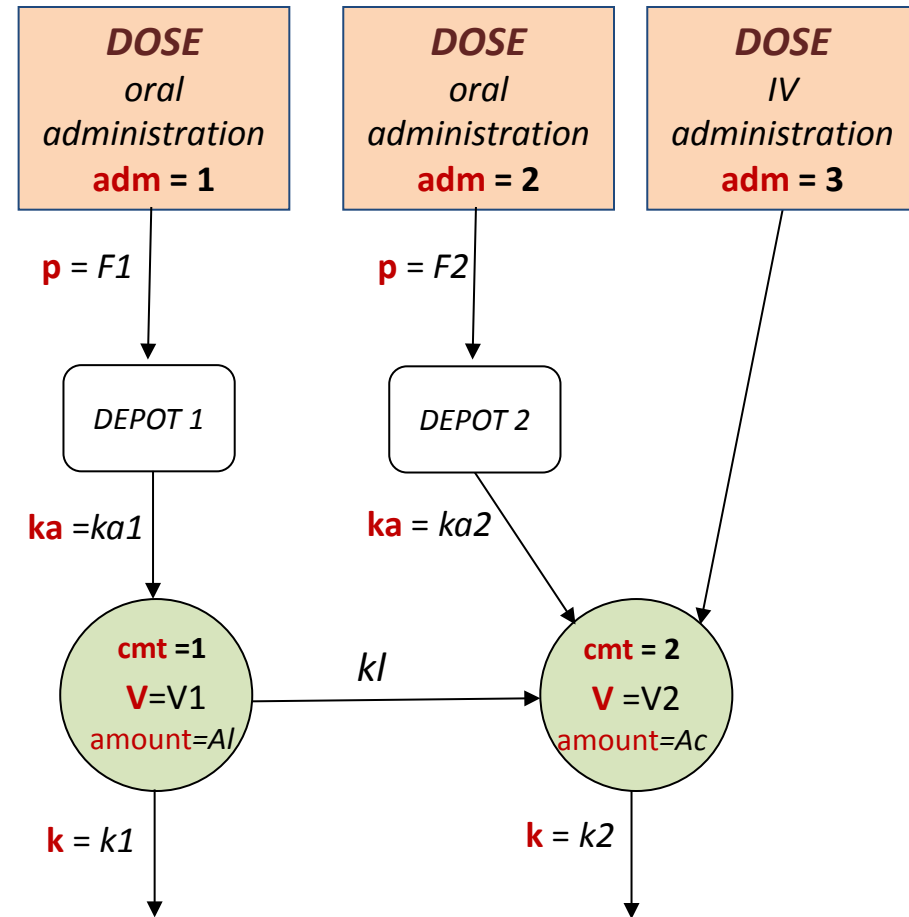 DOSE
oral
administration
adm = 1
DOSE
oral
administration
adm = 2
DOSE
IV
administration
adm = 3
p = F1
p = F2
DEPOT 1
DEPOT 2
ka =ka1
ka = ka2
cmt =1
V=V1
amount=Al
kl
cmt = 2
V =V2
amount=Ac
k = k1
k = k2